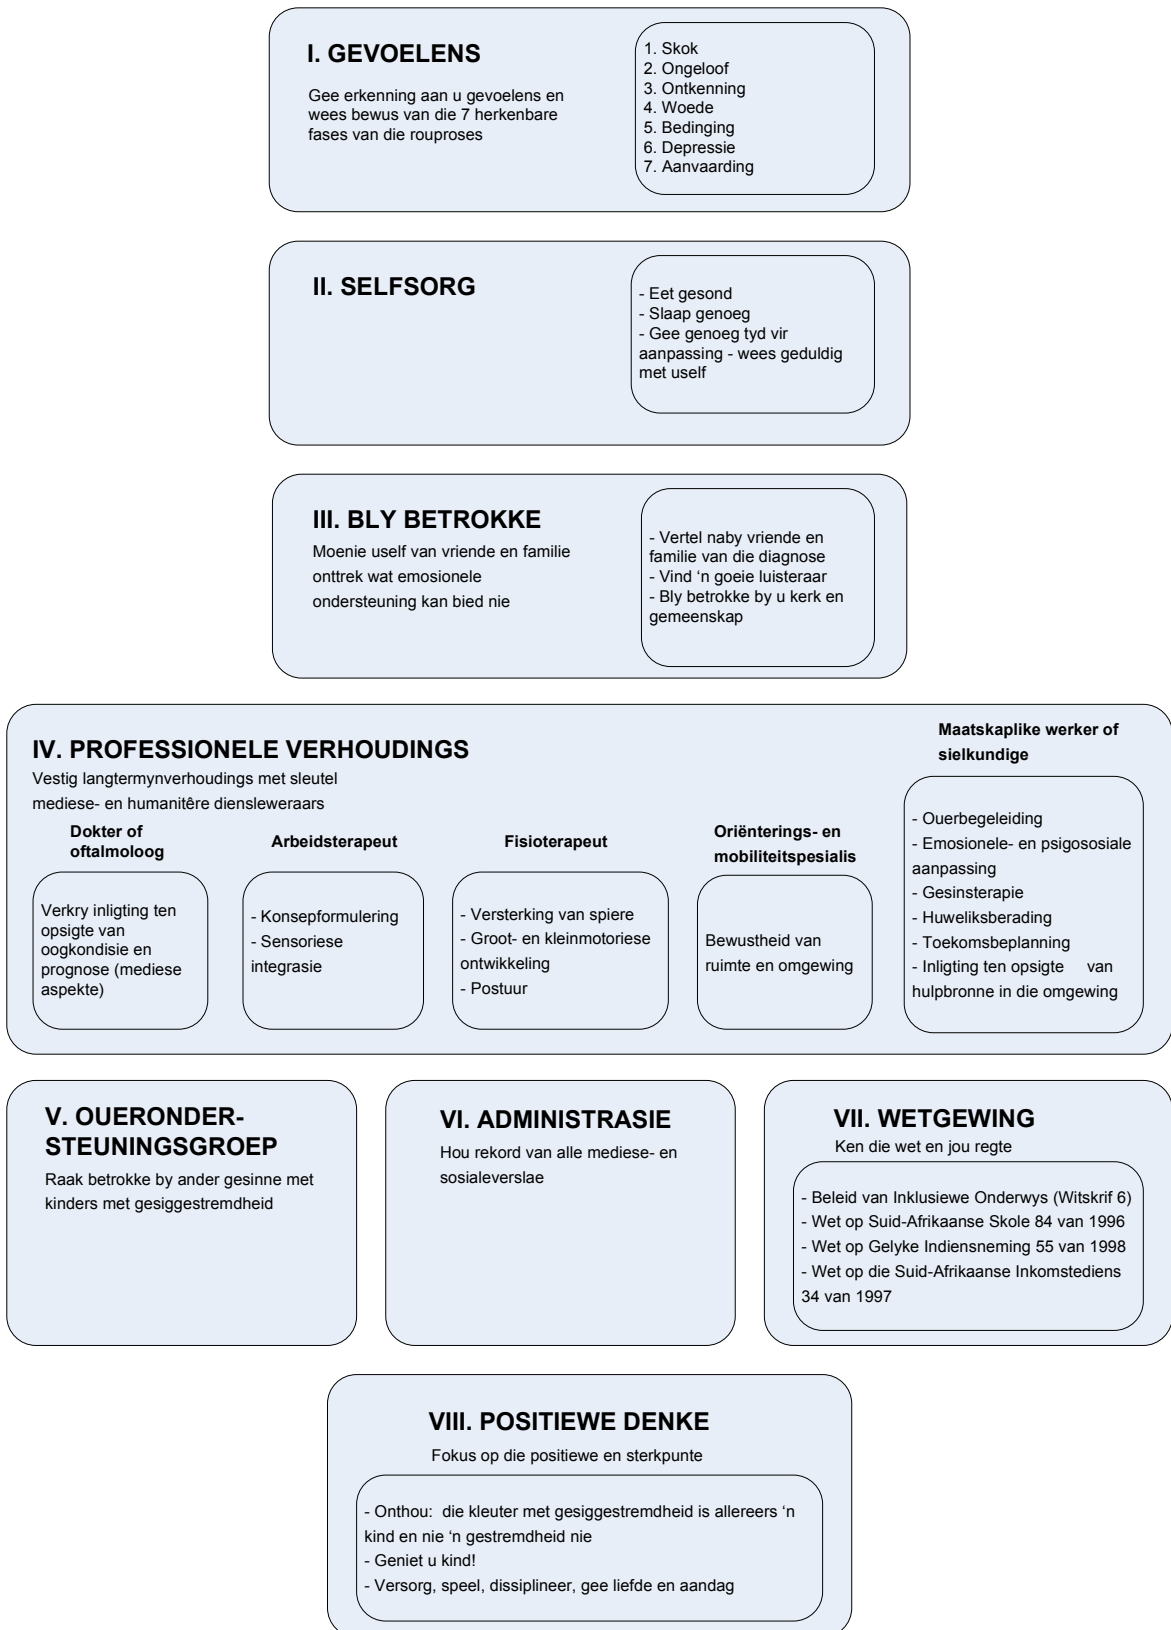 I. GEVOELENS
Gee erkenning aan u gevoelens en
wees bewus van die 7 herkenbare
fases van die rouproses
1. Skok
2. Ongeloof
3. Ontkenning
4. Woede
5. Bedinging
6. Depressie
7. Aanvaarding
II. SELFSORG
- Eet gesond
- Slaap genoeg
- Gee genoeg tyd vir
aanpassing - wees geduldig
met uself
III. BLY BETROKKE
Moenie uself van vriende en familie
onttrek wat emosionele
ondersteuning kan bied nie
- Vertel naby vriende en
familie van die diagnose
- Vind ‘n goeie luisteraar
- Bly betrokke by u kerk en
gemeenskap
IV. PROFESSIONELE VERHOUDINGS
Vestig langtermynverhoudings met sleutel
mediese- en humanitêre diensleweraars
Dokter of
oftalmoloog
Verkry inligting ten
opsigte van
oogkondisie en
prognose (mediese
aspekte)
Arbeidsterapeut
- Konsepformulering
- Sensoriese
integrasie
Fisioterapeut
- Versterking van spiere
- Groot- en kleinmotoriese
ontwikkeling
- Postuur
Oriënterings- en
mobiliteitspesialis
Bewustheid van
ruimte en omgewing
Maatskaplike werker of
sielkundige
- Ouerbegeleiding
- Emosionele- en psigososiale
aanpassing
- Gesinsterapie
- Huweliksberading
- Toekomsbeplanning
- Inligting ten opsigte van
hulpbronne in die omgewing
V. OUERONDER-
STEUNINGSGROEP
Raak betrokke by ander gesinne met
kinders met gesiggestremdheid
VI. ADMINISTRASIE
Hou rekord van alle mediese- en
sosialeverslae
VII. WETGEWING
Ken die wet en jou regte
- Beleid van Inklusiewe Onderwys (Witskrif 6)
- Wet op Suid-Afrikaanse Skole 84 van 1996
- Wet op Gelyke Indiensneming 55 van 1998
- Wet op die Suid-Afrikaanse Inkomstediens
34 van 1997
VIII. POSITIEWE DENKE
Fokus op die positiewe en sterkpunte
- Onthou: die kleuter met gesiggestremdheid is allereers ‘n
kind en nie ‘n gestremdheid nie
- Geniet u kind!
- Versorg, speel, dissiplineer, gee liefde en aandag